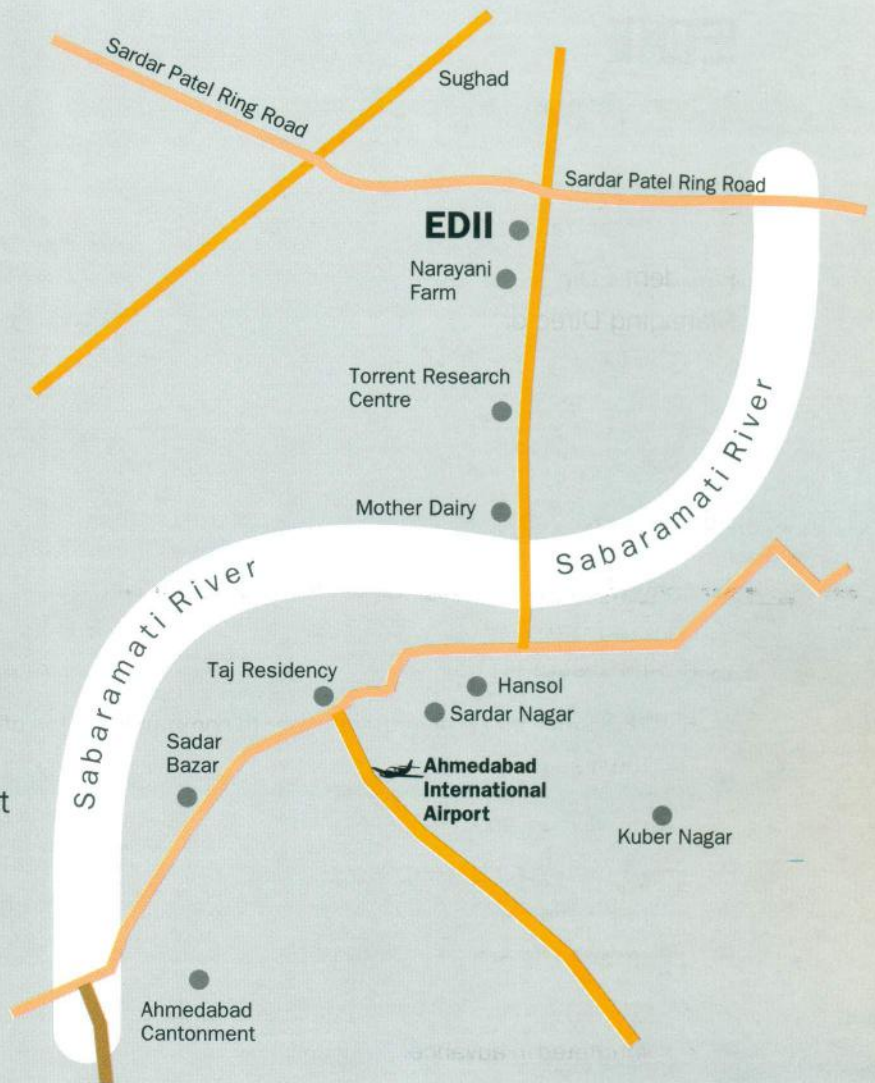 Sardar Patel Ring Road
Sughad
Sardar Patel Ring Road
EDII
Narayani
Farm
Torrent Research
Centre
Mother Dairy
Sabaramati River
Sabaramati River
Taj Residency
Hansol
Sardar Nagar
Sadar
Bazar
Ahmedabad
International
Airport
t
Kuber Nagar
Ahmedabad
Cantonment